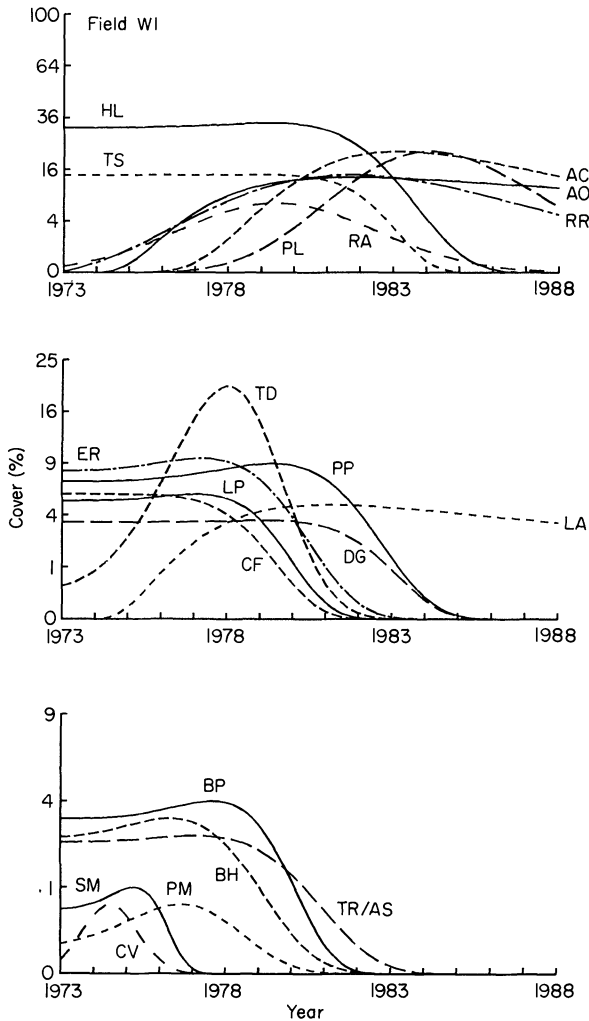 100
Field WI
64
36
HL
16
TS
AC
AO
4
RR
RA
PL
0
1973
1978
1983
1988
25
TD
16
ER
9
PP
LP
4
LA
DG
CF
1
0
1973
1978
1983
1988
Cover (%)
9
BP
4
BH
SM
PM
1
TR/AS
CV
0
1973
1978
1983
1988
Year